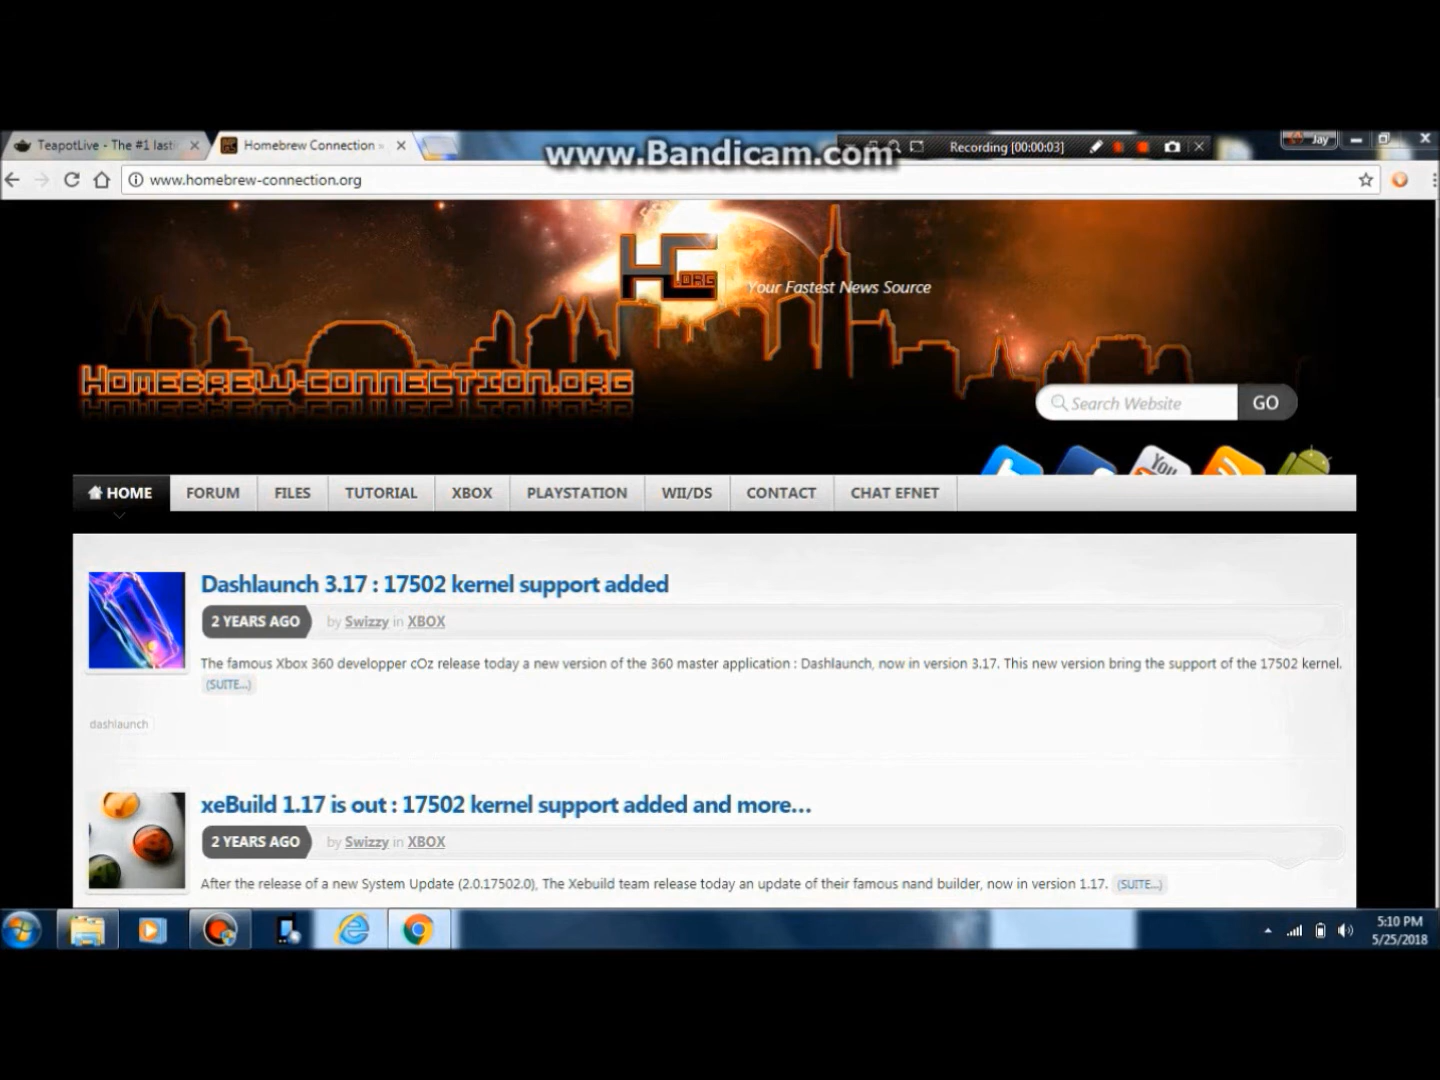 TeapotLive - The #1 last
Homebrew Connection »
www.Bandicam.com
Recording [00:00:03]
Jay
www.homebrew-connection.org
HC
.ORG
Your Fastest News Source
Homebrew-connection.org
Search Website
GO
You
HOME
FORUM
FILES
TUTORIAL
XBOX
PLAYSTATION
WII/DS
CONTACT
CHAT EFNET
Dashlaunch 3.17 : 17502 kernel support added
2 YEARS AGO by Swizzy in XBOX
The famous Xbox 360 developper cOz release today a new version of the 360 master application : Dashlaunch, now in version 3.17. This new version bring the support of the 17502 kernel.
(SUITE...)
dashlaunch
xeBuild 1.17 is out : 17502 kernel support added and more...
2 YEARS AGO by Swizzy in XBOX
After the release of a new System Update (2.0.17502.0), The Xebuild team release today an update of their famous nand builder, now in version 1.17. (SUITE...)
5:10 PM
5/25/2018